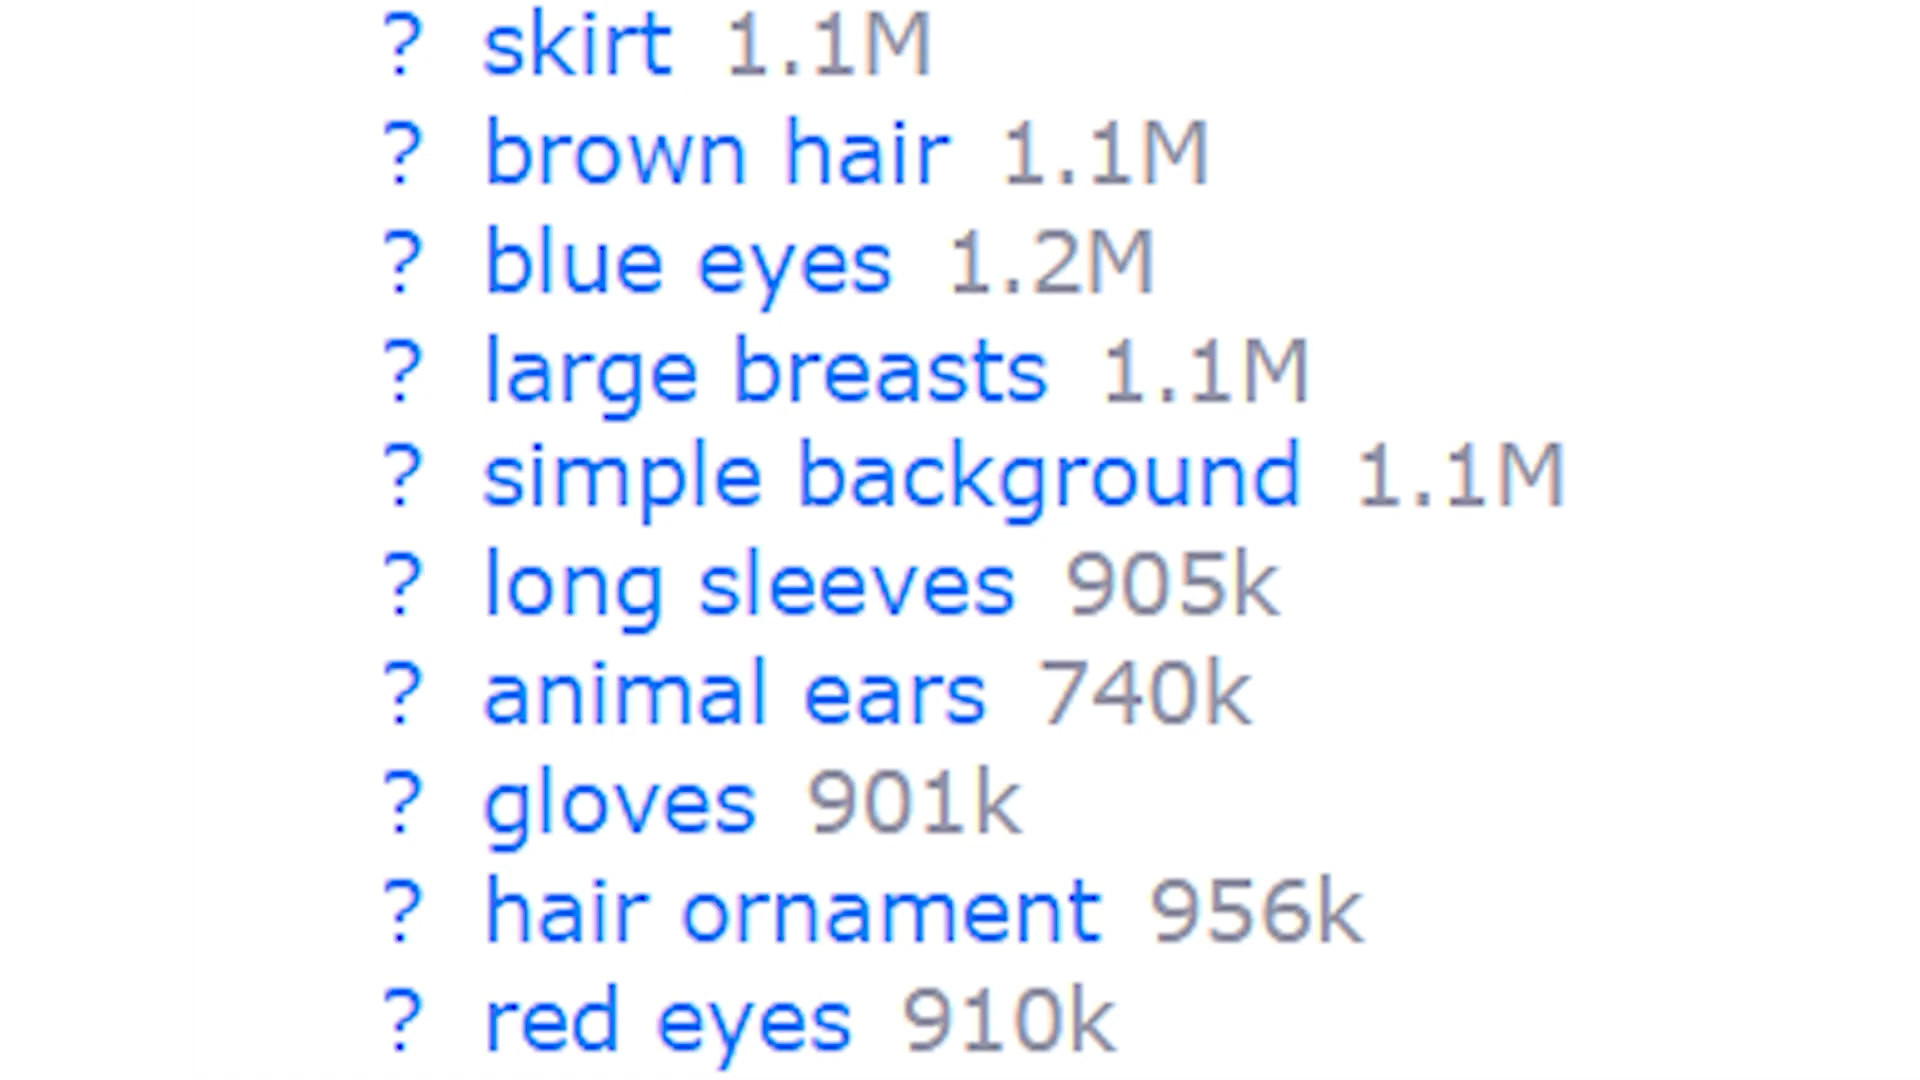 ? skirt 1.1M
? brown hair 1.1M
? blue eyes 1.2M
? large breasts 1.1M
? simple background 1.1M
? long sleeves 905k
? animal ears 740k
? gloves 901k
? hair ornament 956k
? red eyes 910k